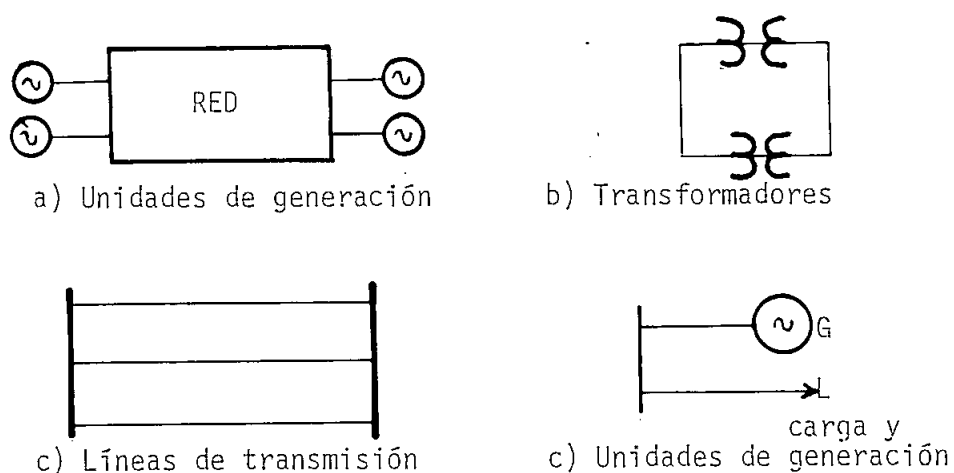 RED
a) Unidades de generación
b) Transformadores
G
L
c) Líneas de transmisión
carga y
c) Unidades de generación